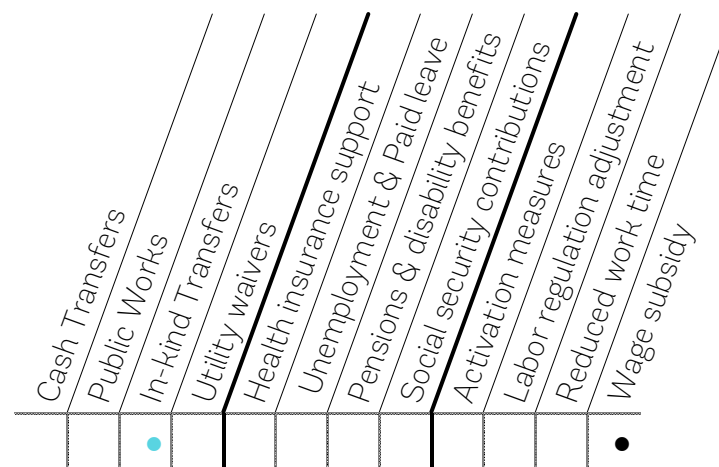 Cash Transfers
Public Works
In-kind Transfers
Utility waivers
Health insurance support
Unemployment & Paid leave
Pensions & disability benefits
Social security contributions
Activation measures
Labor regulation adjustment
Reduced work time
Wage subsidy